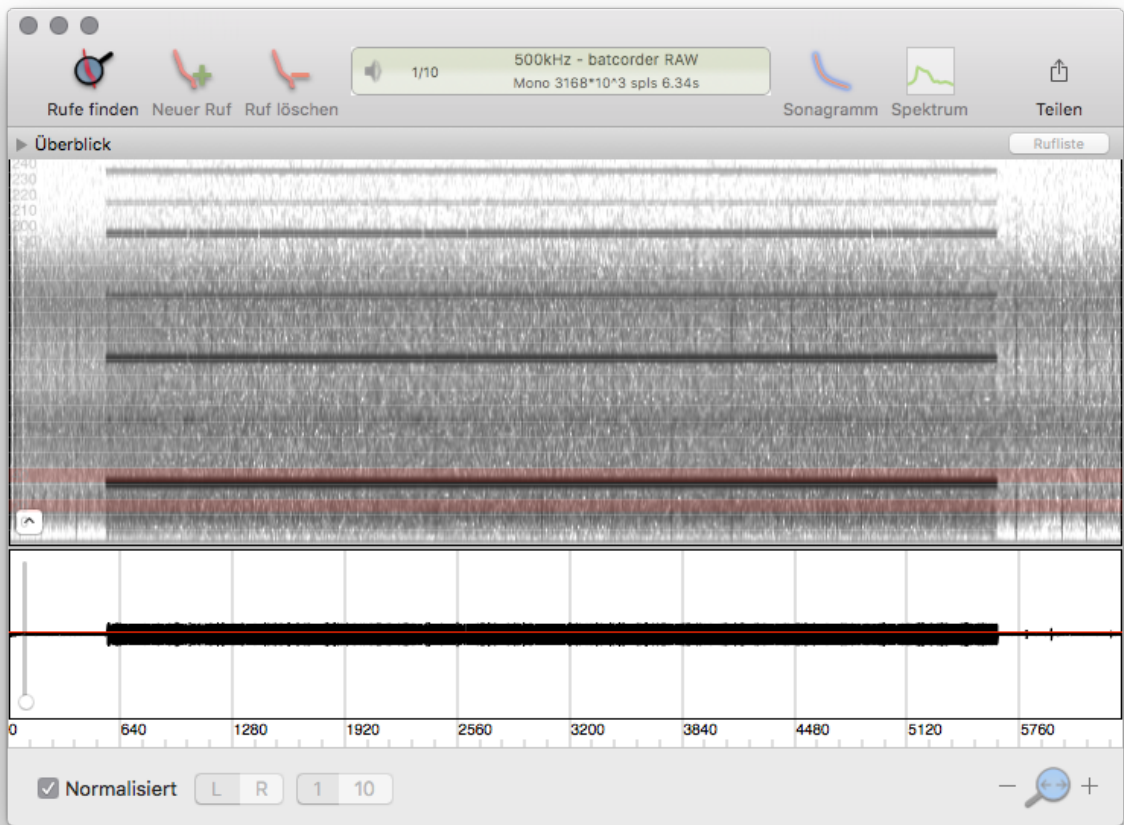 500kHz - batcorder RAW
1/10
Mono 3168*10^3 spls 6.34s
Rufe finden Neuer Ruf Ruf löschen Sonagramm Spektrum Teilen
Überblick Rufliste
240
230
220
210
200
190
0 640 1280 1920 2560 3200 3840 4480 5120 5760
Normalisiert L R 1 10